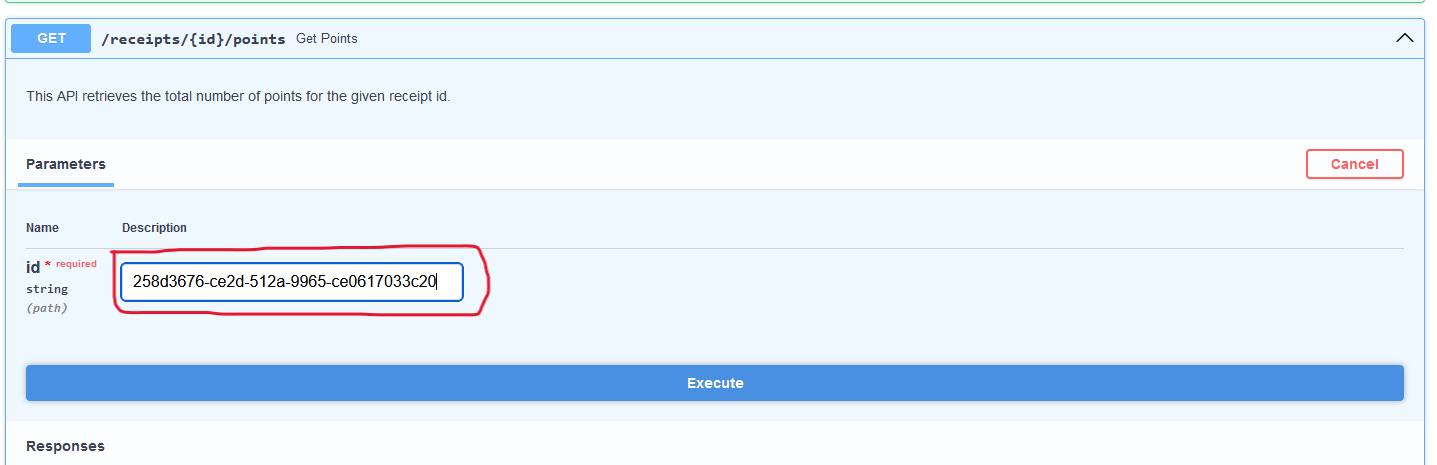 GET /receipts/{id}/points Get Points
This API retrieves the total number of points for the given receipt id.
Parameters Cancel
Name Description
id * required
string
(path)
258d3676-ce2d-512a-9965-ce0617033c20
Execute
Responses